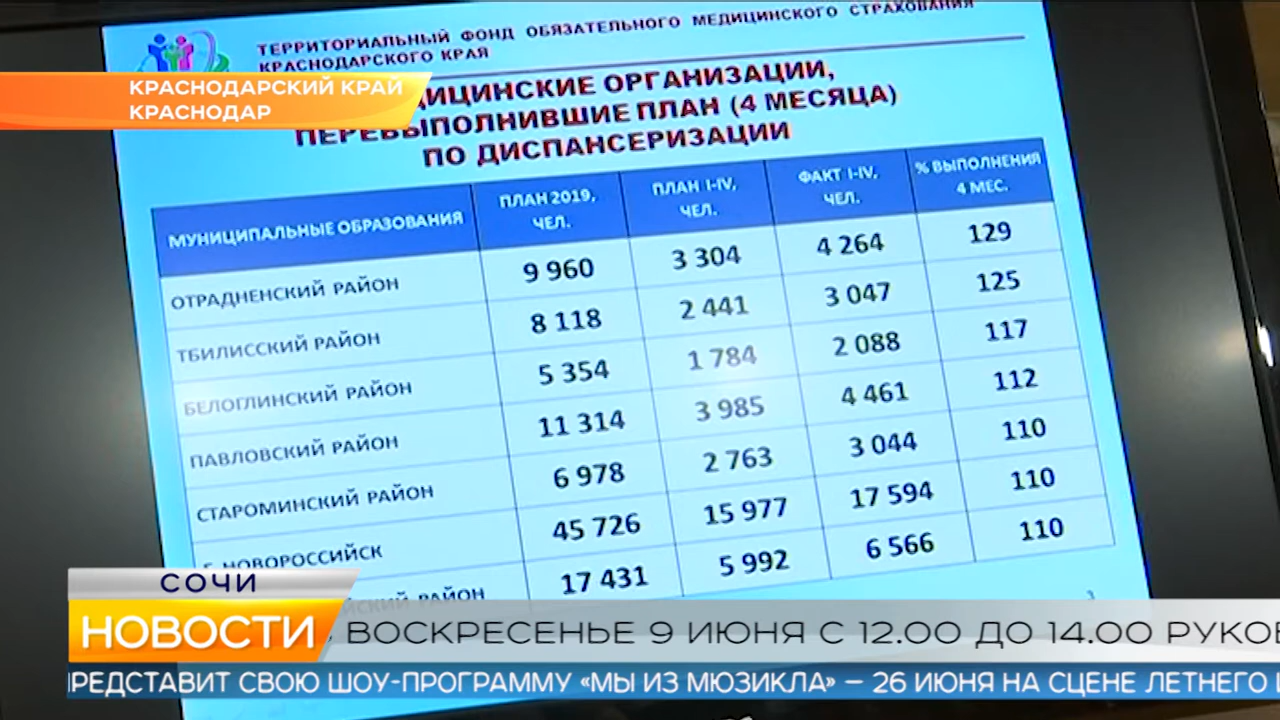 ТЕРРИТОРИАЛЬНЫЙ ФОНД ОБЯЗАТЕЛЬНОГО МЕДИЦИНСКОГО СТРАХОВАНИЯ
КРАСНОДАРСКОГО КРАЯ
КРАСНОДАРСКИЙ КРАЙ
КРАСНОДАР
ОРГАНИЗАЦИИ,
ПЕРЕВЫПОЛНИВШИЕ ПЛАН (4 МЕСЯЦА)
ПО ДИСПАНСЕРИЗАЦИИ
МУНИЦИПАЛЬНЫЕ ОБРАЗОВАНИЯ ПЛАН 2019, ЧЕЛ. ПЛАН I-IV, ЧЕЛ. ФАКТ I-IV, ЧЕЛ. % ВЫПОЛНЕНИЯ 4 МЕС.
ОТРАДНЕНСКИЙ РАЙОН 9 960 3 304 4 264 129
ТБИЛИССКИЙ РАЙОН 8 118 2 441 3 047 125
БЕЛОГЛИНСКИЙ РАЙОН 5 354 1 784 2 088 117
ПАВЛОВСКИЙ РАЙОН 11 314 3 985 4 461 112
СТАРОМИНСКИЙ РАЙОН 6 978 2 763 3 044 110
Г. НОВОРОССИЙСК 45 726 15 977 17 594 110
РАЙОН 17 431 5 992 6 566 110
3
СОЧИ
НОВОСТИ
ВОСКРЕСЕНЬЕ 9 ИЮНЯ С 12.00 ДО 14.00
СВОЮ ШОУ-ПРОГРАММУ «МЫ ИЗ МЮЗИКЛА» – 26 ИЮНЯ НА СЦЕНЕ ЛЕТНЕГО